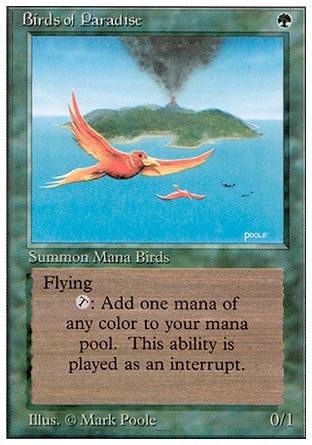 Birds of Paradise
POOLE
Summon Mana Birds
Flying
T: Add one mana of
any color to your mana
pool. This ability is
played as an interrupt.
Illus. © Mark Poole 0/1